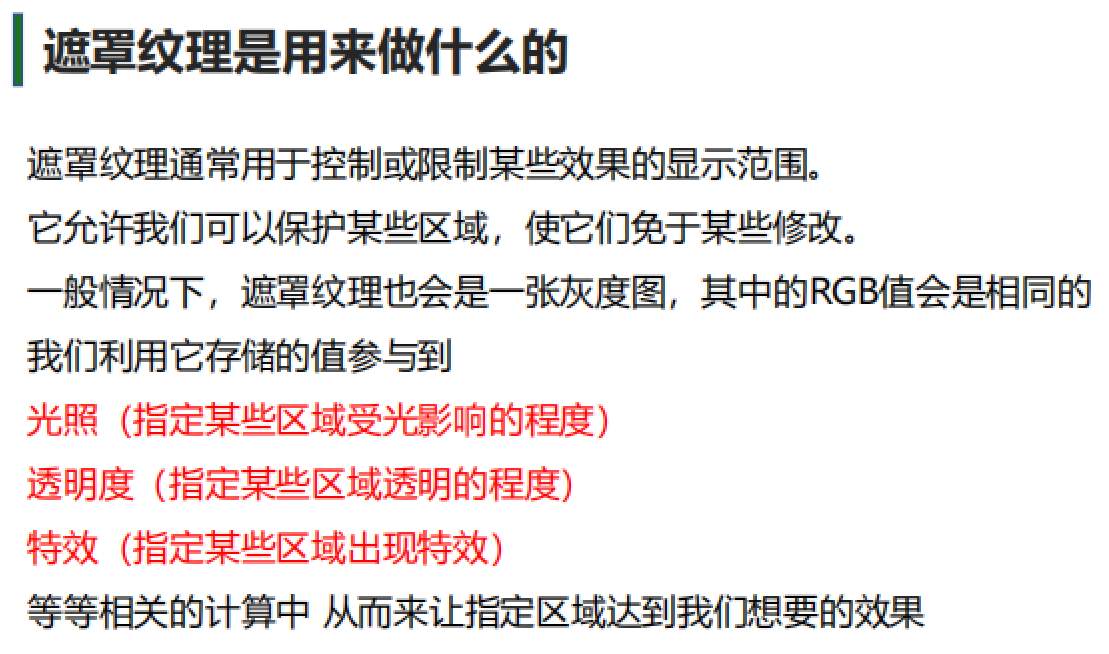 遮罩纹理是用来做什么的
遮罩纹理通常用于控制或限制某些效果的显示范围。
它允许我们可以保护某些区域，使它们免于某些修改。
一般情况下，遮罩纹理也会是一张灰度图，其中的RGB值会是相同的
我们利用它存储的值参与到
光照（指定某些区域受光影响的程度）
透明度（指定某些区域透明的程度）
特效（指定某些区域出现特效）
等等相关的计算中 从而来让指定区域达到我们想要的效果